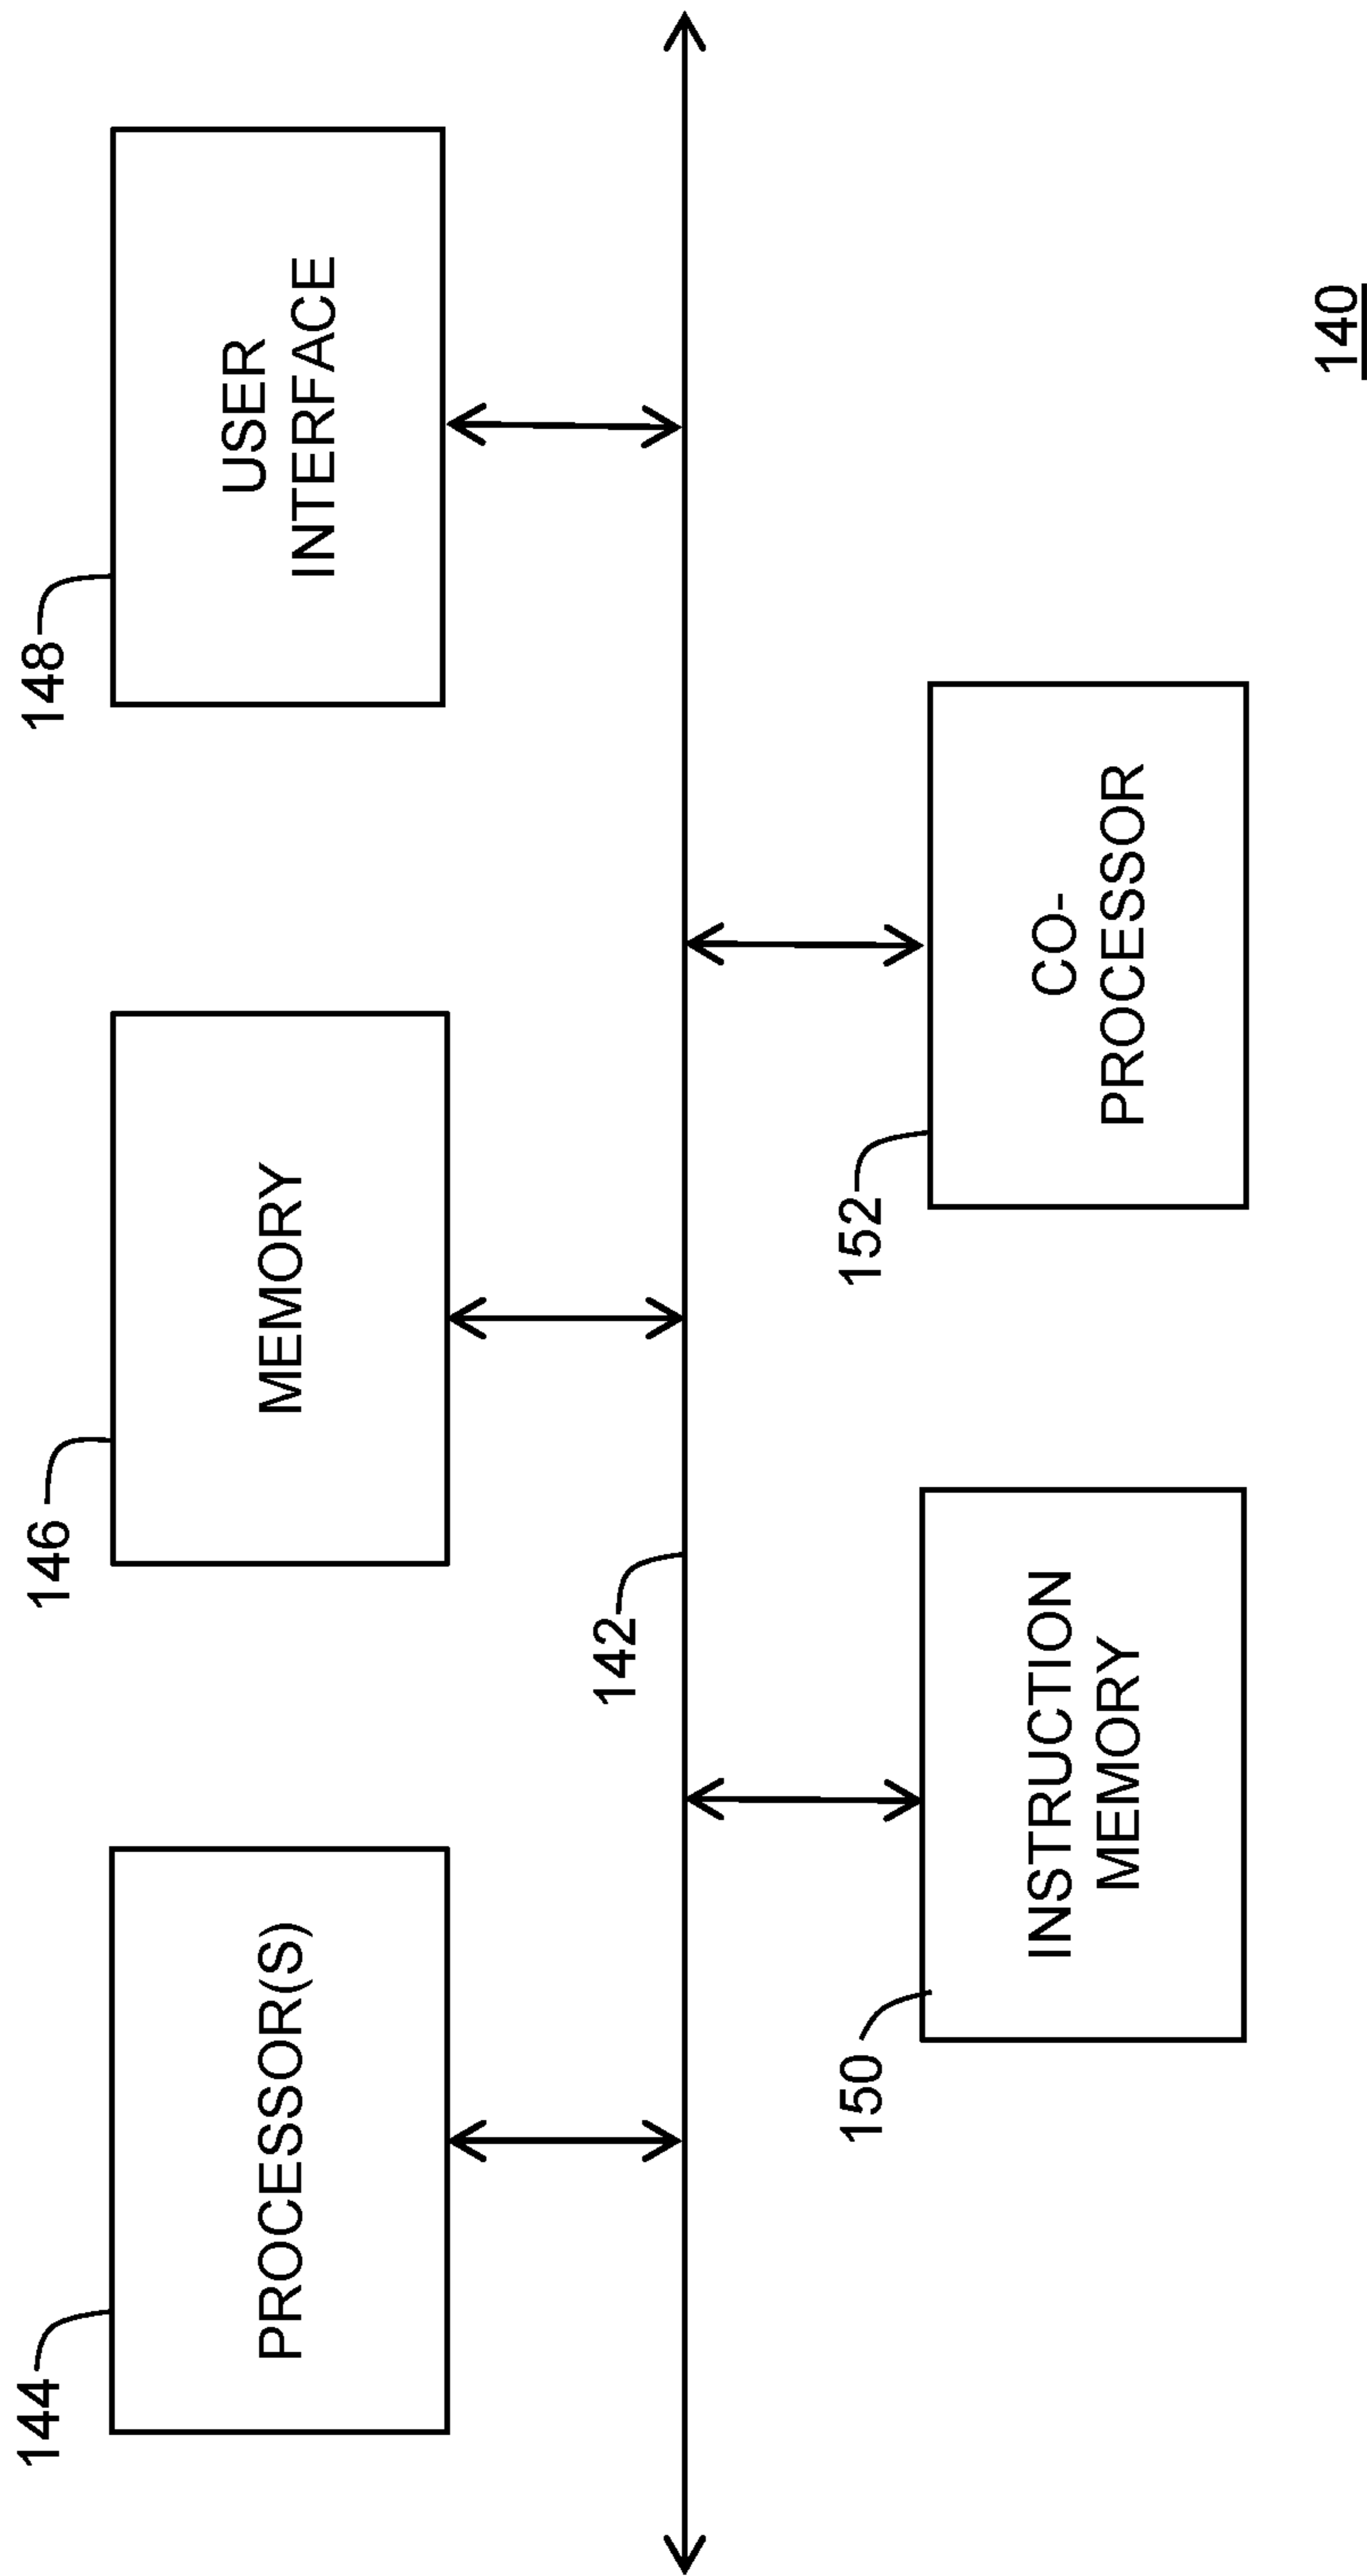 144
PROCESSOR(S)
146
MEMORY
148
USER
INTERFACE
142
150
INSTRUCTION
MEMORY
152
CO-
PROCESSOR
140